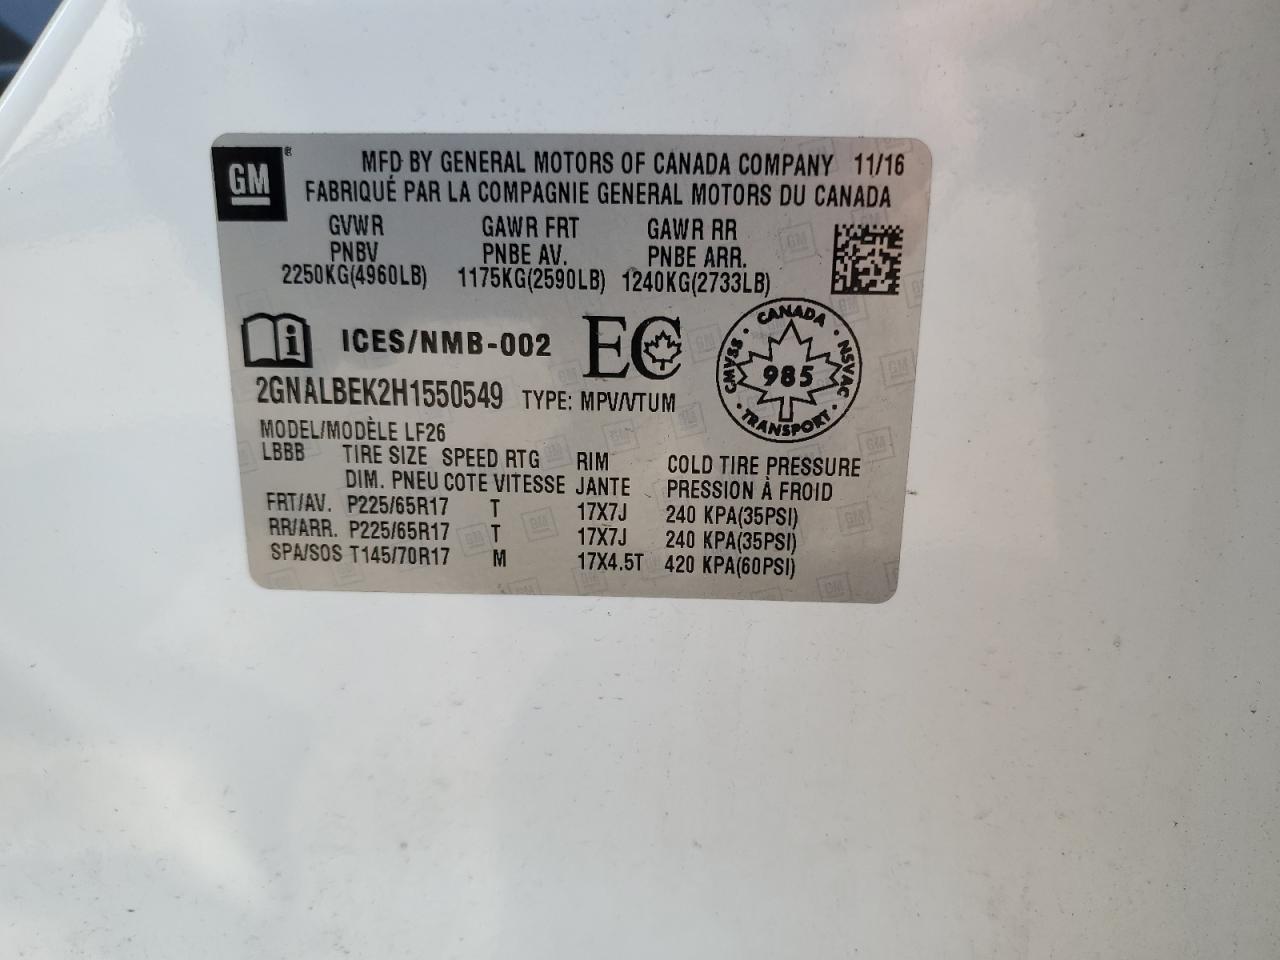 GM
MFD BY GENERAL MOTORS OF CANADA COMPANY 11/16
FABRIQUÉ PAR LA COMPAGNIE GENERAL MOTORS DU CANADA
GVWR GAWR FRT GAWR RR
PNBV PNBE AV. PNBE ARR.
2250KG(4960LB) 1175KG(2590LB) 1240KG(2733LB)
ICES/NMB-002 EC
CANADA
CMVSS 985 NSVAC
TRANSPORT
2GNALBEK2H1550549 TYPE: MPV/VTUM
MODEL/MODÈLE LF26
LBBB TIRE SIZE SPEED RTG RIM COLD TIRE PRESSURE
DIM. PNEU COTE VITESSE JANTE PRESSION À FROID
FRT/AV. P225/65R17 T 17X7J 240 KPA(35PSI)
RR/ARR. P225/65R17 T 17X7J 240 KPA(35PSI)
SPA/SOS T145/70R17 M 17X4.5T 420 KPA(60PSI)